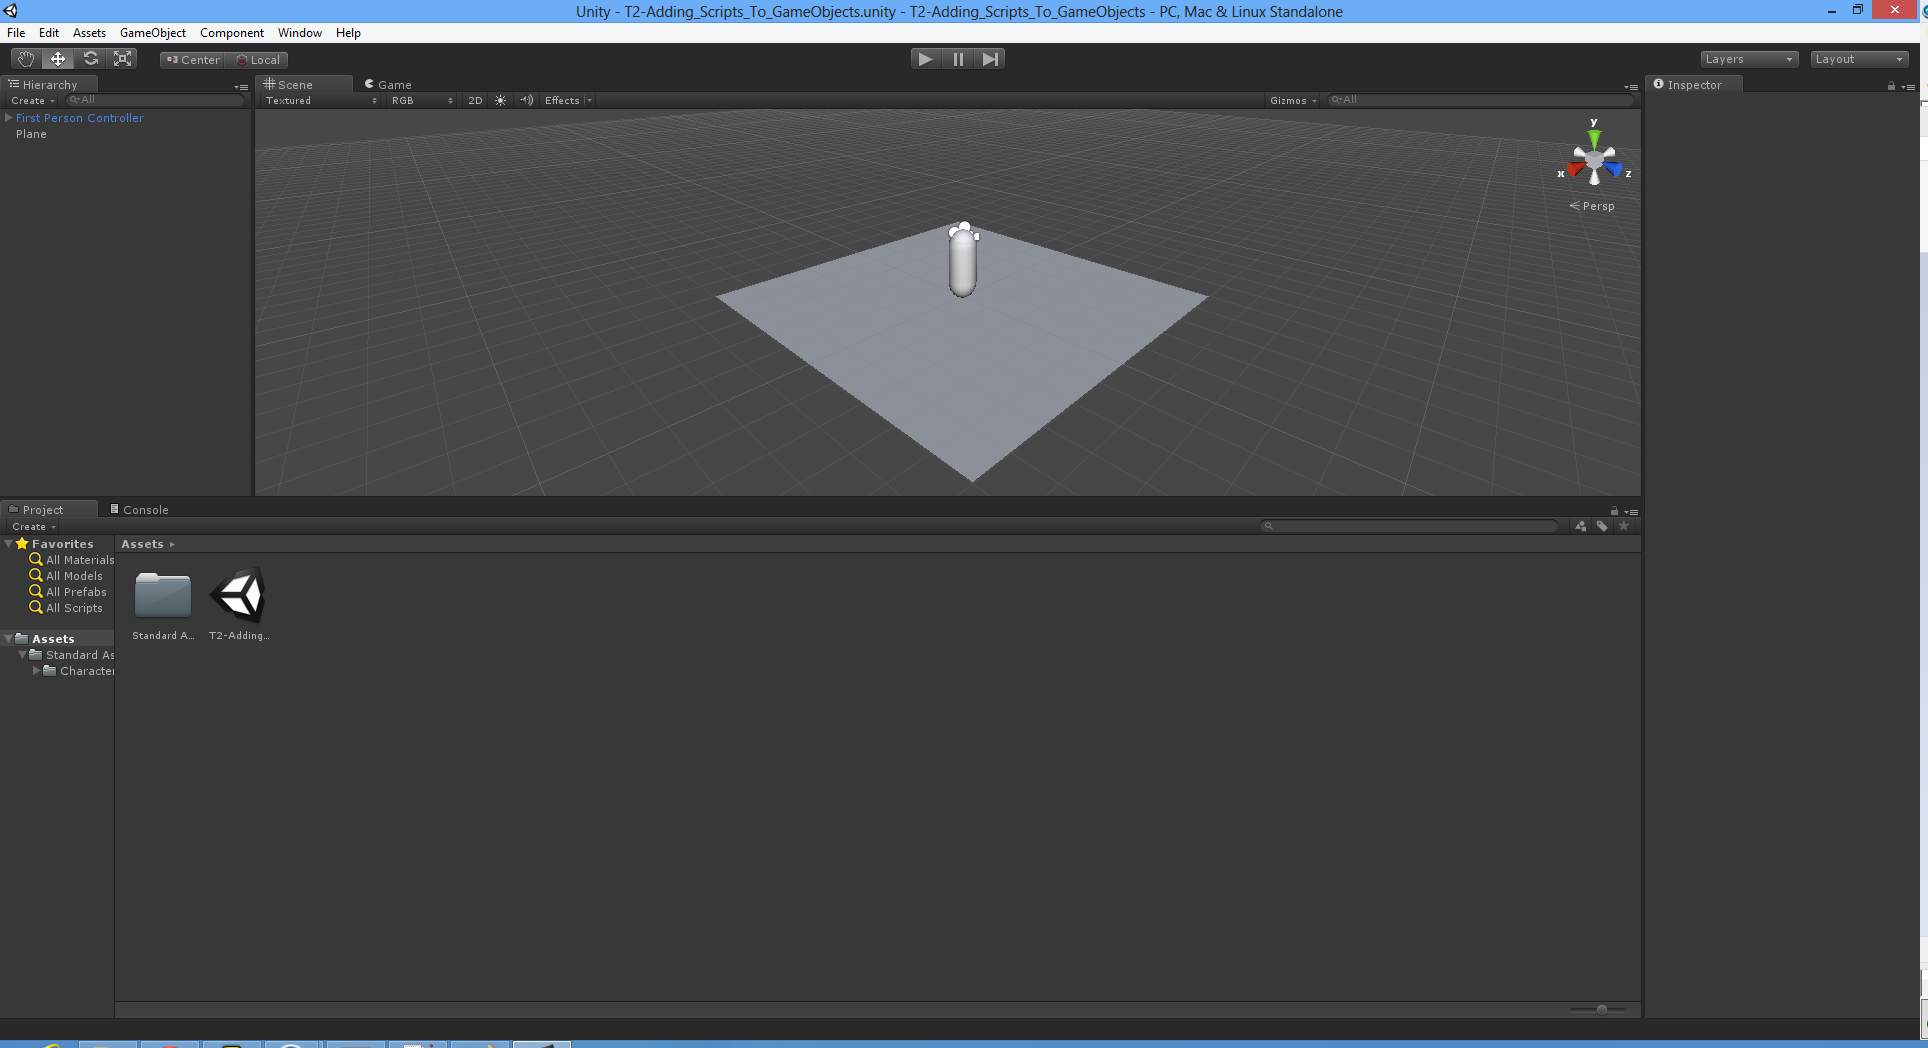 Unity - T2-Adding_Scripts_To_GameObjects.unity - T2-Adding_Scripts_To_GameObjects - PC, Mac & Linux Standalone
File Edit Assets GameObject Component Window Help
Center Local Layers Layout
Hierarchy Scene Game Inspector
Create All Textured RGB 2D Effects Gizmos All
First Person Controller
Plane
y
x z
Persp
Project Console
Create
Favorites Assets
All Materials
All Models
All Prefabs
All Scripts
Standard A... T2-Adding...
Assets
Standard As
Character